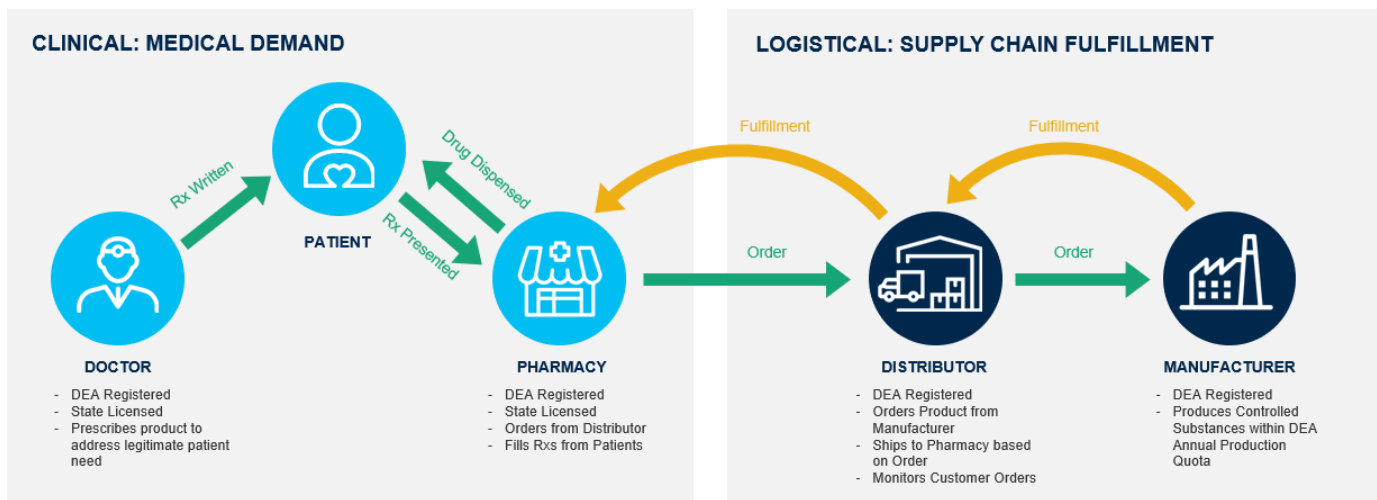 CLINICAL: MEDICAL DEMAND
Rx Written
PATIENT
Drug Dispensed
Rx Presented
DOCTOR
- DEA Registered
- State Licensed
- Prescribes product to
address legitimate patient
need
PHARMACY
- DEA Registered
- State Licensed
- Orders from Distributor
- Fills Rxs from Patients
LOGISTICAL: SUPPLY CHAIN FULFILLMENT
Fulfillment
Fulfillment
Order
Order
DISTRIBUTOR
- DEA Registered
- Orders Product from
Manufacturer
- Ships to Pharmacy based
on Order
- Monitors Customer Orders
MANUFACTURER
- DEA Registered
- Produces Controlled
Substances within DEA
Annual Production
Quota